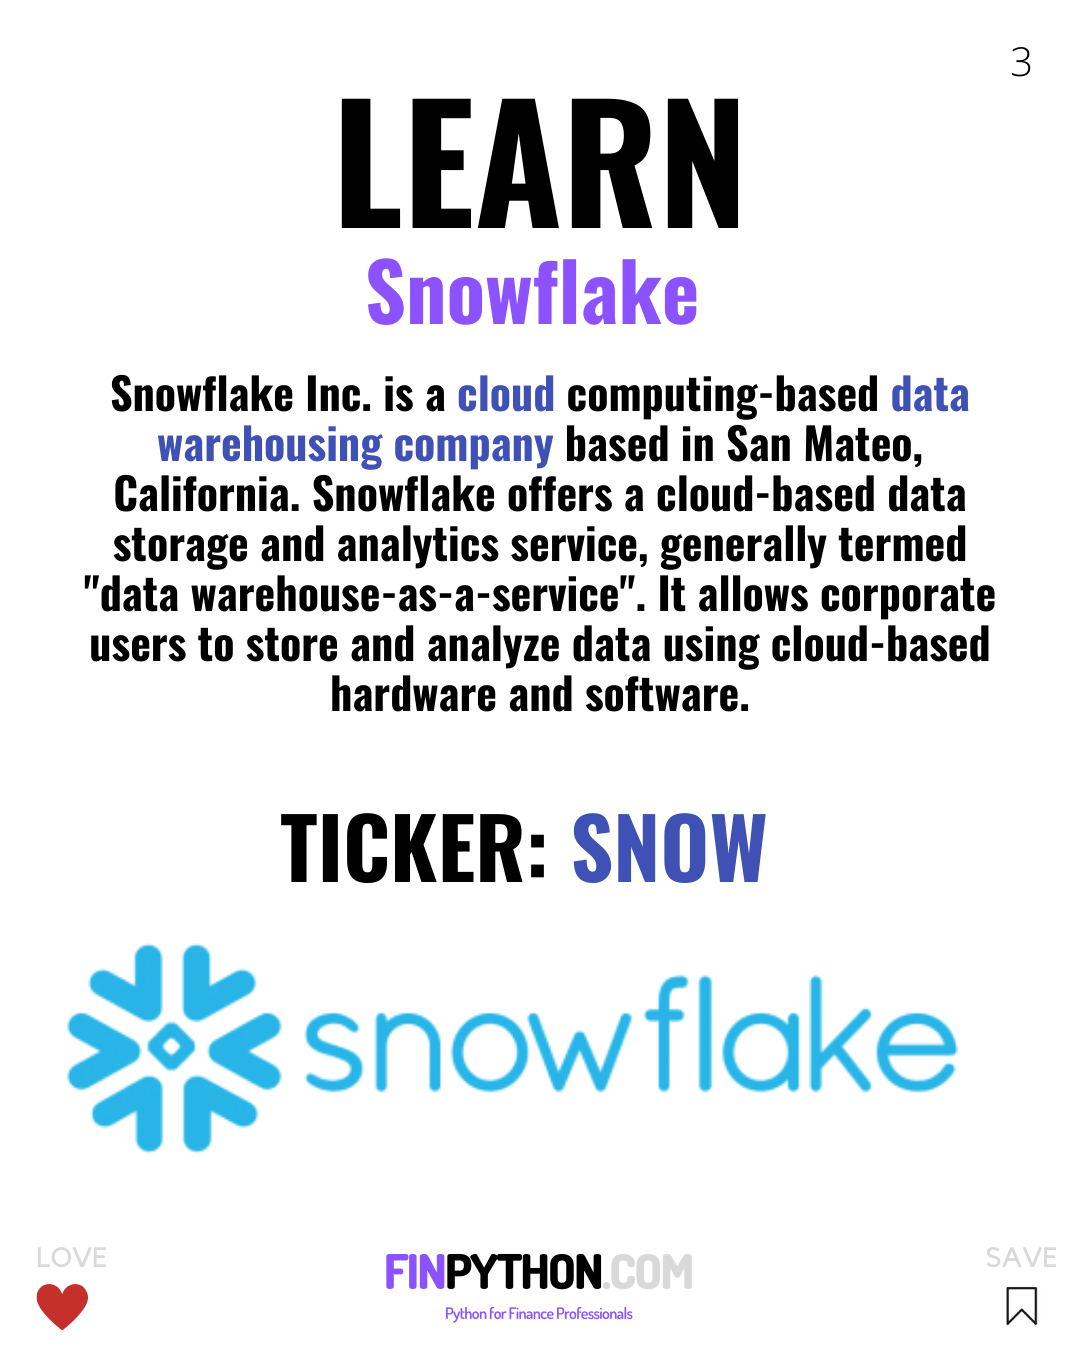 3
LEARN
Snowflake
Snowflake Inc. is a cloud computing-based data
warehousing company based in San Mateo,
California. Snowflake offers a cloud-based data
storage and analytics service, generally termed
"data warehouse-as-a-service". It allows corporate
users to store and analyze data using cloud-based
hardware and software.
TICKER: SNOW
snowflake
LOVE
FINPYTHON.COM
SAVE
Python for Finance Professionals